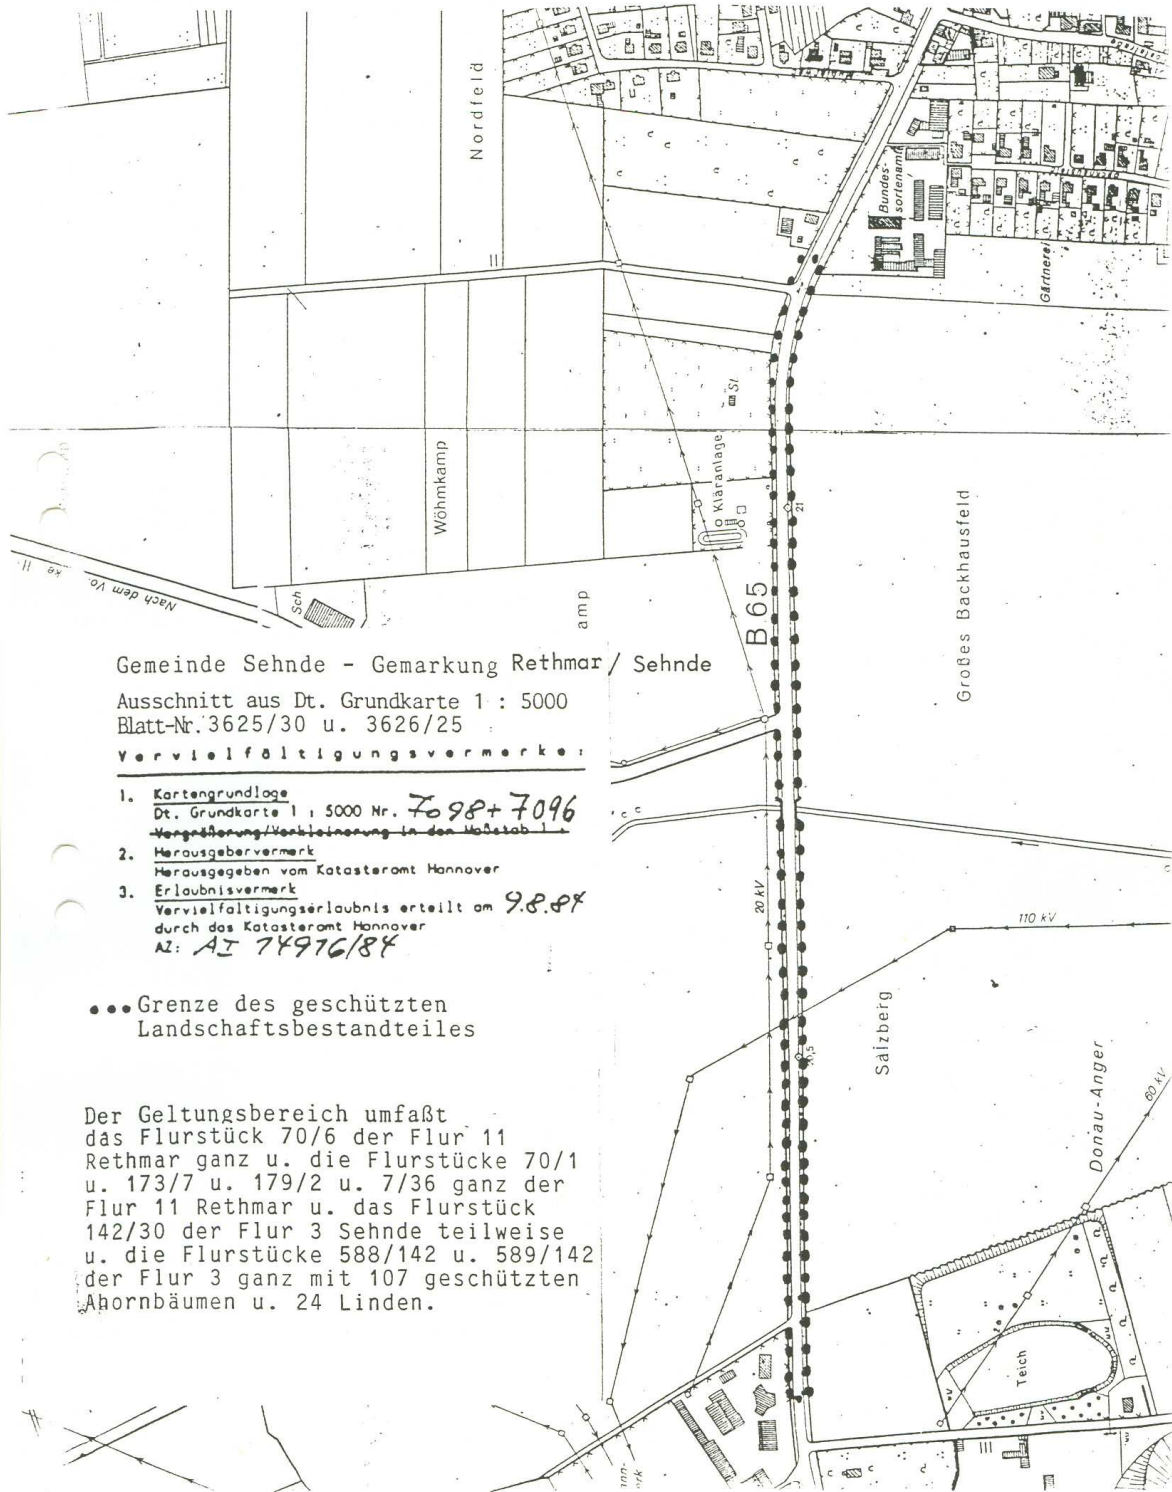 Nordfeld
Bundes-
sortenamt
Gärtnerei
St.
Kläranlage
Wöhmkamp
21
Großes Backhausfeld
B 65
Nach dem Vo.
ke II
Sch
amp
Gemeinde Sehnde - Gemarkung Rethmar / Sehnde
Ausschnitt aus Dt. Grundkarte 1 : 5000
Blatt-Nr. 3625/30 u. 3626/25
Vervielfältigungsvermerke:
1. Kartengrundlage
Dt. Grundkarte 1 : 5000 Nr. 7098 + 7096
Vergrößerung/Verkleinerung in den Maßstab 1 :
2. Herausgebervermerk
Herausgegeben vom Katasteramt Hannover
3. Erlaubnisvermerk
Vervielfältigungserlaubnis erteilt am 9.8.84
durch das Katasteramt Hannover
AZ: AI 74976/84
20 kV
110 kV
••• Grenze des geschützten
Landschaftsbestandteiles
Salzberg
Donau-Anger
60 kV
Der Geltungsbereich umfaßt
das Flurstück 70/6 der Flur 11
Rethmar ganz u. die Flurstücke 70/1
u. 173/7 u. 179/2 u. 7/36 ganz der
Flur 11 Rethmar u. das Flurstück
142/30 der Flur 3 Sehnde teilweise
u. die Flurstücke 588/142 u. 589/142
der Flur 3 ganz mit 107 geschützten
Ahornbäumen u. 24 Linden.
Teich